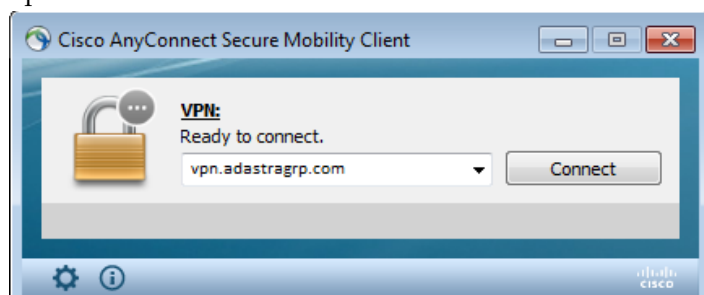 Cisco AnyConnect Secure Mobility Client
VPN:
Ready to connect.
vpn.adastragrp.com
Connect
CISCO